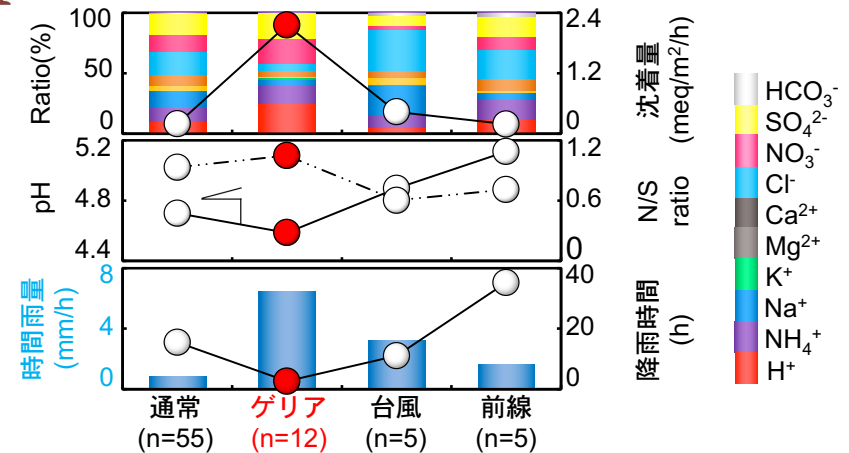 Ratio(%)
100
50
0
2.4
1.2
0
沈着量
(meq/m²/h)
pH
5.2
4.8
4.4
1.2
0.6
0
N/S
ratio
時間雨量
(mm/h)
8
4
0
40
20
0
降雨時間
(h)
通常
(n=55)
ゲリア
(n=12)
台風
(n=5)
前線
(n=5)
HCO₃⁻
SO₄²⁻
NO₃⁻
Cl⁻
Ca²⁺
Mg²⁺
K⁺
Na⁺
NH₄⁺
H⁺